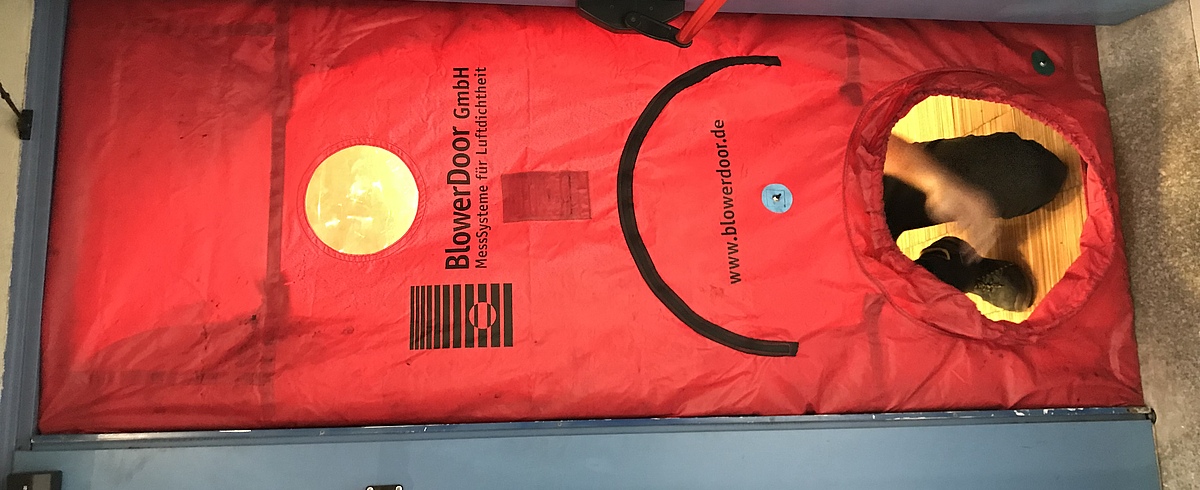 BlowerDoor GmbH
MessSysteme für Luftdichtheit
www.blowerdoor.de